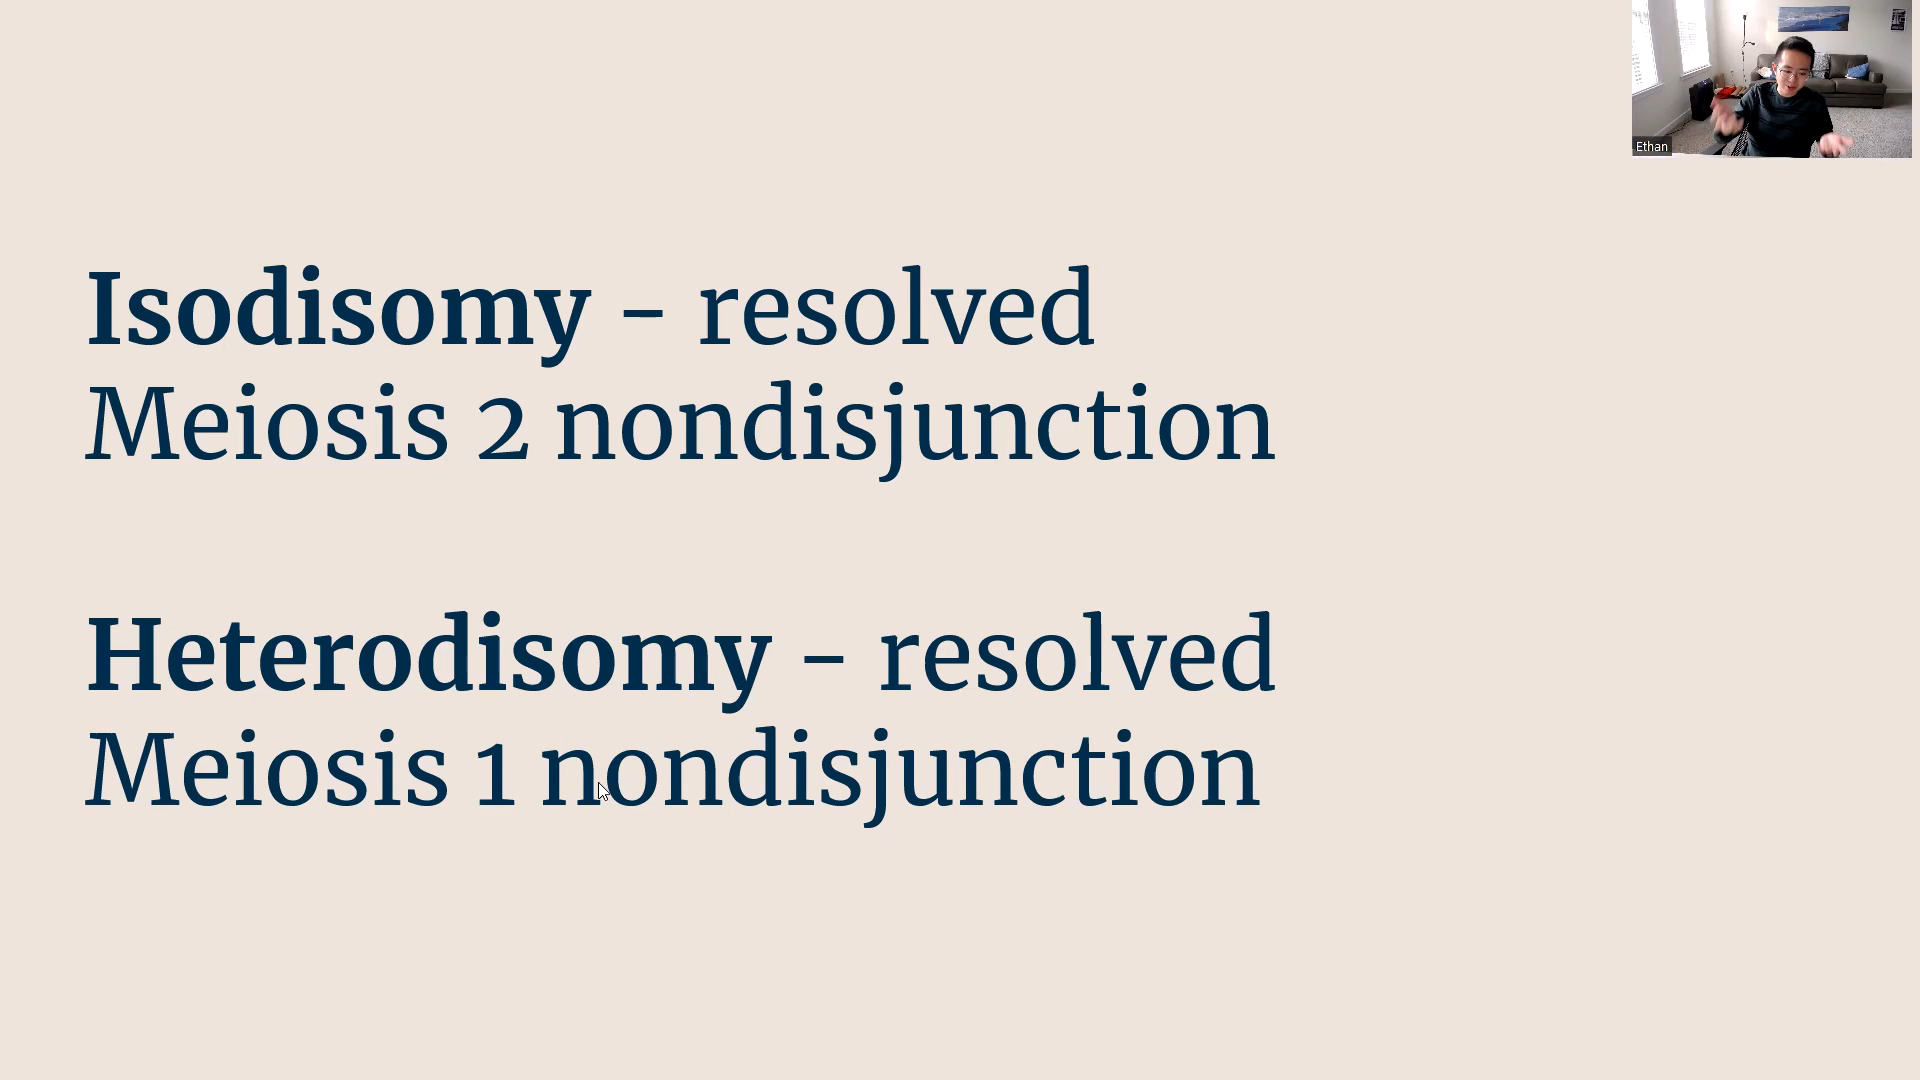 Ethan
Isodisomy - resolved
Meiosis 2 nondisjunction
Heterodisomy - resolved
Meiosis 1 nondisjunction